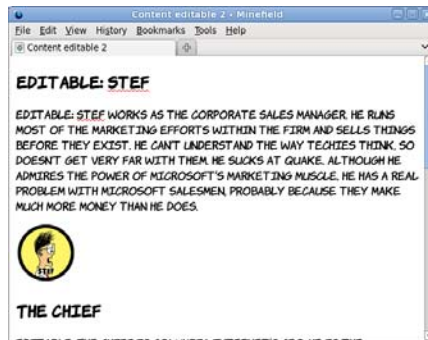 Content editable 2 - Minefield
File Edit View History Bookmarks Tools Help
Content editable 2
EDITABLE: STEF
EDITABLE: STEF WORKS AS THE CORPORATE SALES MANAGER. HE RUNS
MOST OF THE MARKETING EFFORTS WITHIN THE FIRM AND SELLS THINGS
BEFORE THEY EXIST. HE CAN'T UNDERSTAND THE WAY TECHIES THINK, SO
DOESN'T GET VERY FAR WITH THEM. HE SUCKS AT QUAKE. ALTHOUGH HE
ADMIRES THE POWER OF MICROSOFT'S MARKETING MUSCLE, HE HAS A REAL
PROBLEM WITH MICROSOFT SALESMEN, PROBABLY BECAUSE THEY MAKE
MUCH MORE MONEY THAN HE DOES.
STEF
THE CHIEF